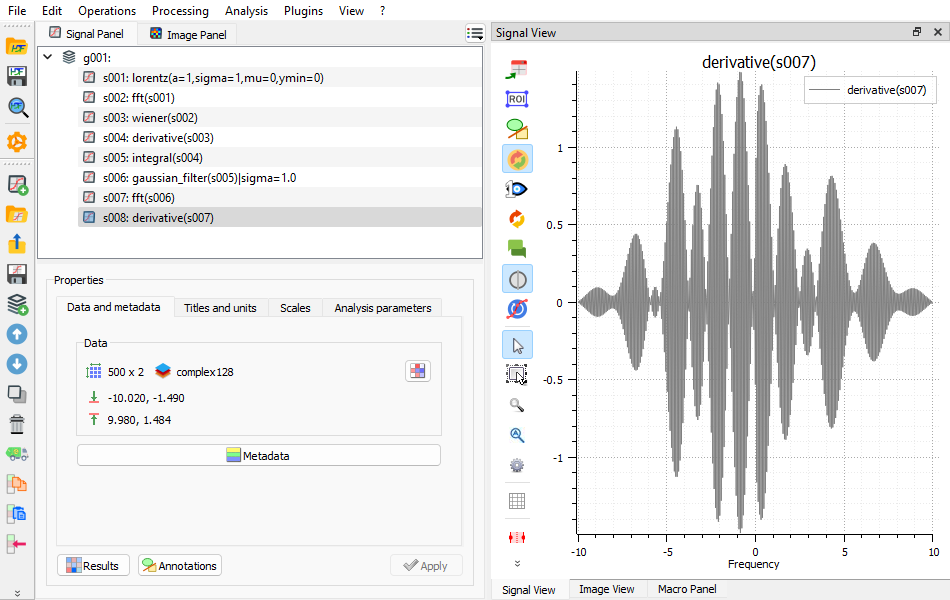 File Edit Operations Processing Analysis Plugins View ?
Signal Panel Image Panel
g001:
s001: lorentz(a=1,sigma=1,mu=0,ymin=0)
s002: fft(s001)
s003: wiener(s002)
s004: derivative(s003)
s005: integral(s004)
s006: gaussian_filter(s005)|sigma=1.0
s007: fft(s006)
s008: derivative(s007)
Properties
Data and metadata Titles and units Scales Analysis parameters
Data
500 x 2 complex128
-10.020, -1.490
9.980, 1.484
Metadata
Results Annotations Apply
Signal View
ROI
derivative(s007)
derivative(s007)
1
0.5
0
-0.5
-1
-10 -5 0 5 10
Frequency
Signal View Image View Macro Panel